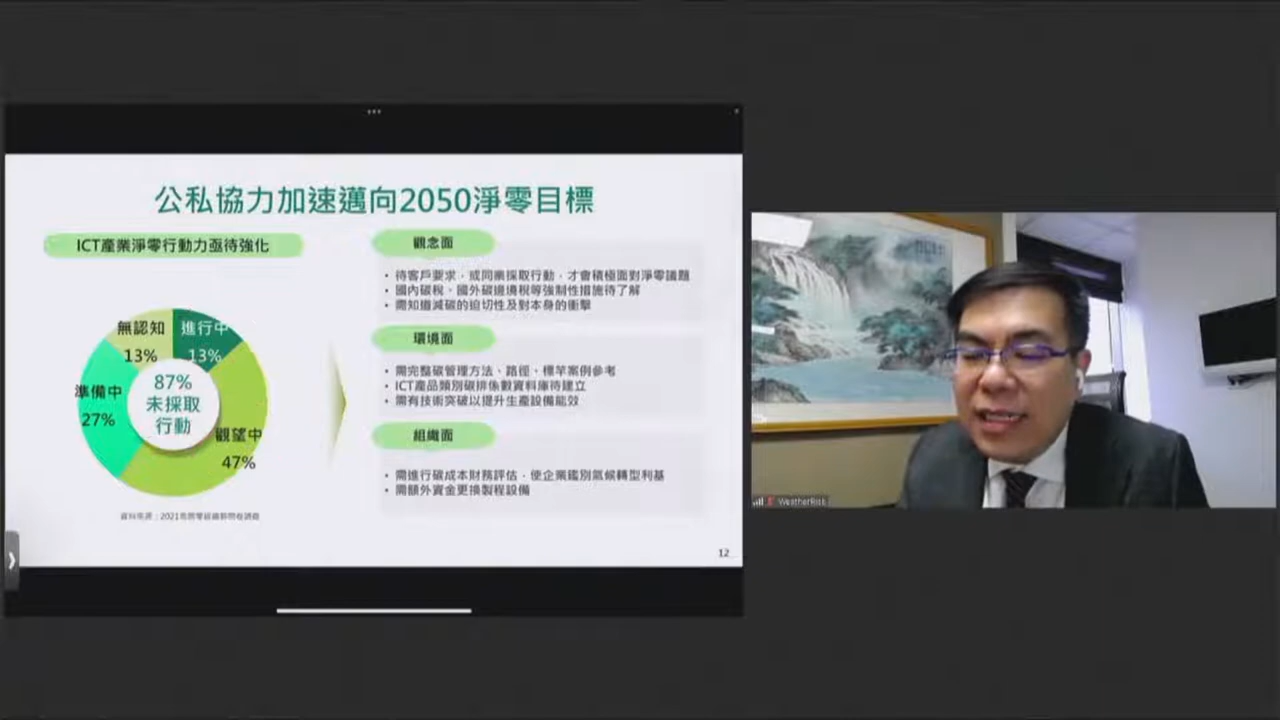 公私協力加速邁向2050淨零目標
ICT產業淨零行動力亟待強化
無認知
13%
進行中
13%
準備中
27%
87%
未採取
行動
觀望中
47%
觀念面
• 待客戶要求，或同業採取行動，才會積極面對淨零議題
• 國內碳稅、國外碳邊境稅等強制性措施待了解
• 需知道減碳的迫切性及對本身的衝擊
環境面
• 需完整碳管理方法、路徑、標竿案例參考
• ICT產品類別碳排係數資料庫待建立
• 需有技術突破以提升生產設備能效
組織面
• 需進行碳成本財務評估，使企業鑑別氣候轉型利基
• 需額外資金更換製程設備
12
WeatherRisk